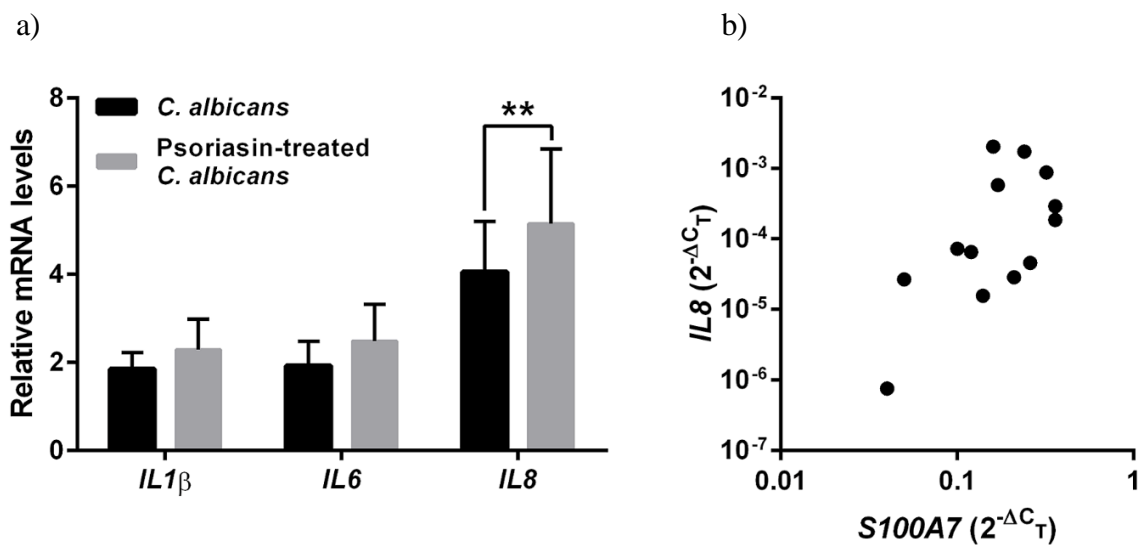 a)
b)
C. albicans
Psoriasin-treated
C. albicans
**
Relative mRNA levels
8
6
4
2
0
IL1β
IL6
IL8
IL8 (2^-ΔC_T)
10^-2
10^-3
10^-4
10^-5
10^-6
10^-7
0.01
0.1
1
S100A7 (2^-ΔC_T)